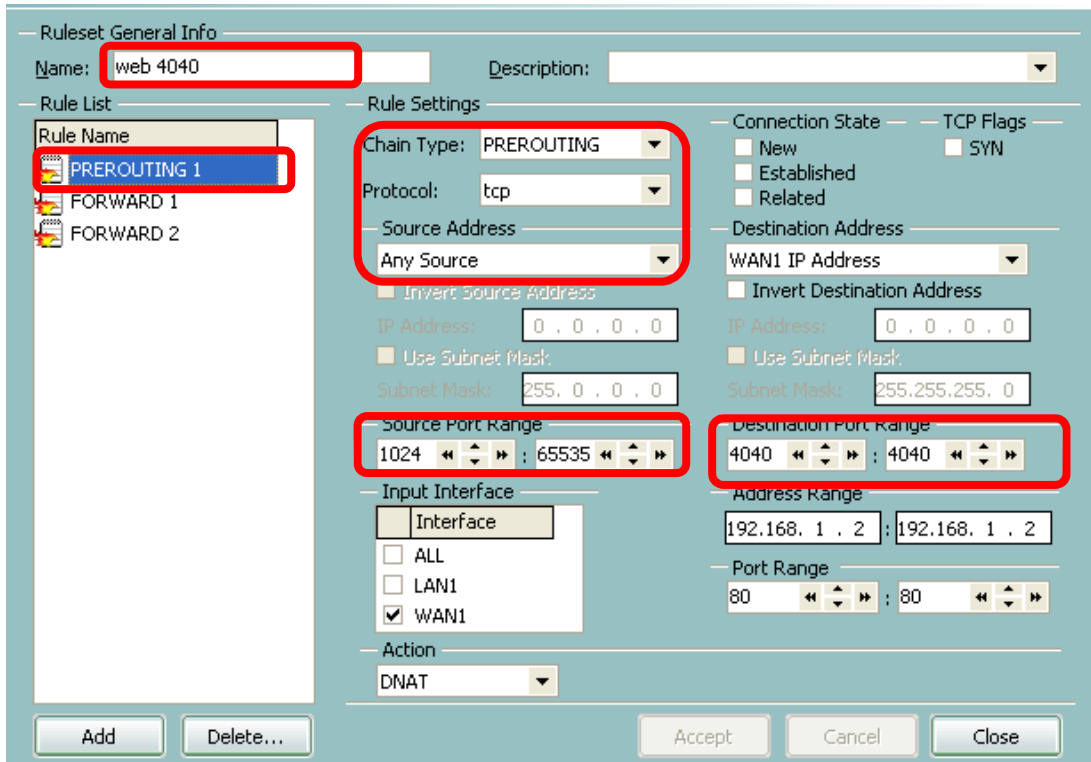 Ruleset General Info
Name: web 4040 Description:
Rule List
Rule Name
PREROUTING 1
FORWARD 1
FORWARD 2
Rule Settings
Chain Type: PREROUTING
Protocol: tcp
Connection State
New
Established
Related
TCP Flags
SYN
Source Address
Any Source
Invert Source Address
IP Address: 0 . 0 . 0 . 0
Use Subnet Mask
Subnet Mask: 255. 0 . 0 . 0
Destination Address
WAN1 IP Address
Invert Destination Address
IP Address: 0 . 0 . 0 . 0
Use Subnet Mask
Subnet Mask: 255.255.255. 0
Source Port Range
1024 : 65535
Destination Port Range
4040 : 4040
Input Interface
Interface
ALL
LAN1
WAN1
Address Range
192.168. 1 . 2 : 192.168. 1 . 2
Port Range
80 : 80
Action
DNAT
Add Delete... Accept Cancel Close